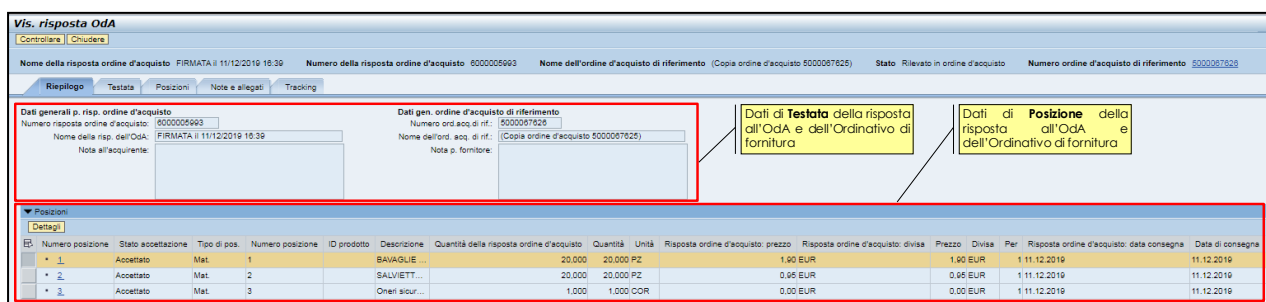 Vis. risposta OdA
Controllare Chiudere
Nome della risposta ordine d'acquisto FIRMATA il 11/12/2019 16:39 Numero della risposta ordine d'acquisto 6000005993 Nome dell'ordine d'acquisto di riferimento (Copia ordine d'acquisto 5000067625) Stato Rilevato in ordine d'acquisto Numero ordine d'acquisto di riferimento 5000067626
Riepilogo Testata Posizioni Note e allegati Tracking
Dati generali p. risp. ordine d'acquisto
Numero risposta ordine d'acquisto: 6000005993
Nome della risp. dell'OdA: FIRMATA il 11/12/2019 16:39
Nota all'acquirente:
Dati gen. ordine d'acquisto di riferimento
Numero ord.acq.di rif.: 5000067626
Nome dell'ord. acq. di rif.: (Copia ordine d'acquisto 5000067625)
Nota p. fornitore:
Dati di Testata della risposta
all'OdA e dell'Ordinativo di
fornitura
Dati di Posizione della
risposta all'OdA e
dell'Ordinativo di fornitura
Posizioni
Dettagli
Numero posizione Stato accettazione Tipo di pos. Numero posizione ID prodotto Descrizione Quantità della risposta ordine d'acquisto Quantità Unità Risposta ordine d'acquisto: prezzo Risposta ordine d'acquisto: divisa Prezzo Divisa Per Risposta ordine d'acquisto: data consegna Data di consegna
• 1 Accettato Mat. 1 BAVAGLIE ... 20,000 20,000 PZ 1,90 EUR 1,90 EUR 1 11.12.2019 11.12.2019
• 2 Accettato Mat. 2 SALVIETT... 20,000 20,000 PZ 0,95 EUR 0,95 EUR 1 11.12.2019 11.12.2019
• 3 Accettato Mat. 3 Oneri sicur... 1,000 1,000 COR 0,00 EUR 0,00 EUR 1 11.12.2019 11.12.2019